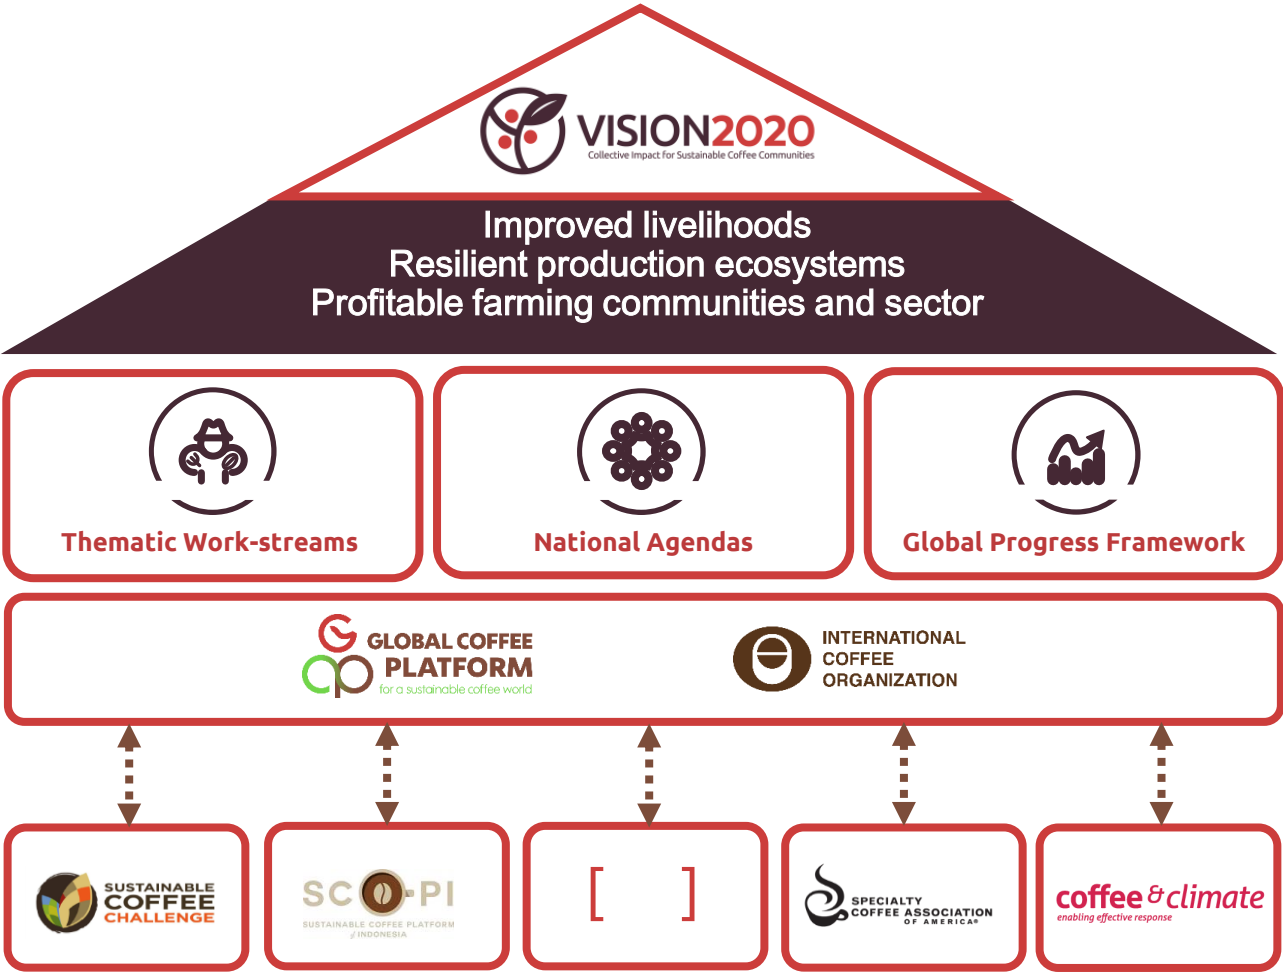 VISION2020
Collective Impact for Sustainable Coffee Communities
Improved livelihoods
Resilient production ecosystems
Profitable farming communities and sector
Thematic Work-streams
National Agendas
Global Progress Framework
GLOBAL COFFEE
PLATFORM
for a sustainable coffee world
INTERNATIONAL
COFFEE
ORGANIZATION
SUSTAINABLE
COFFEE
CHALLENGE
SCOPI
SUSTAINABLE COFFEE PLATFORM
of INDONESIA
[ ]
SPECIALTY
COFFEE ASSOCIATION
OF AMERICA®
coffee & climate
enabling effective response